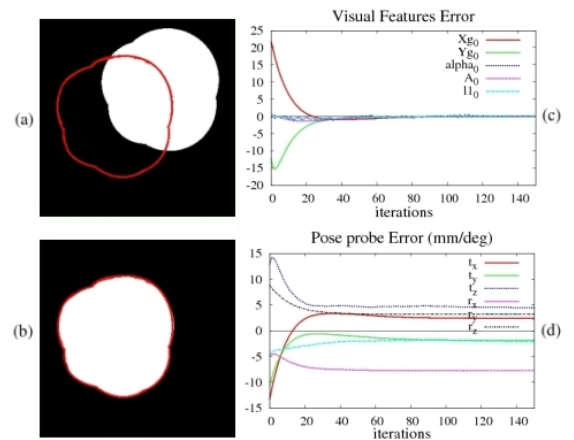 Visual Features Error
25
20
15
10
5
0
-5
-10
-15
-20
Xg0
Yg0
alpha0
A0
l10
0 20 40 60 80 100 120 140
iterations
(a)
(c)
Pose probe Error (mm/deg)
15
10
5
0
-5
-10
-15
tx
ty
tz
rx
ry
rz
0 20 40 60 80 100 120 140
iterations
(b)
(d)